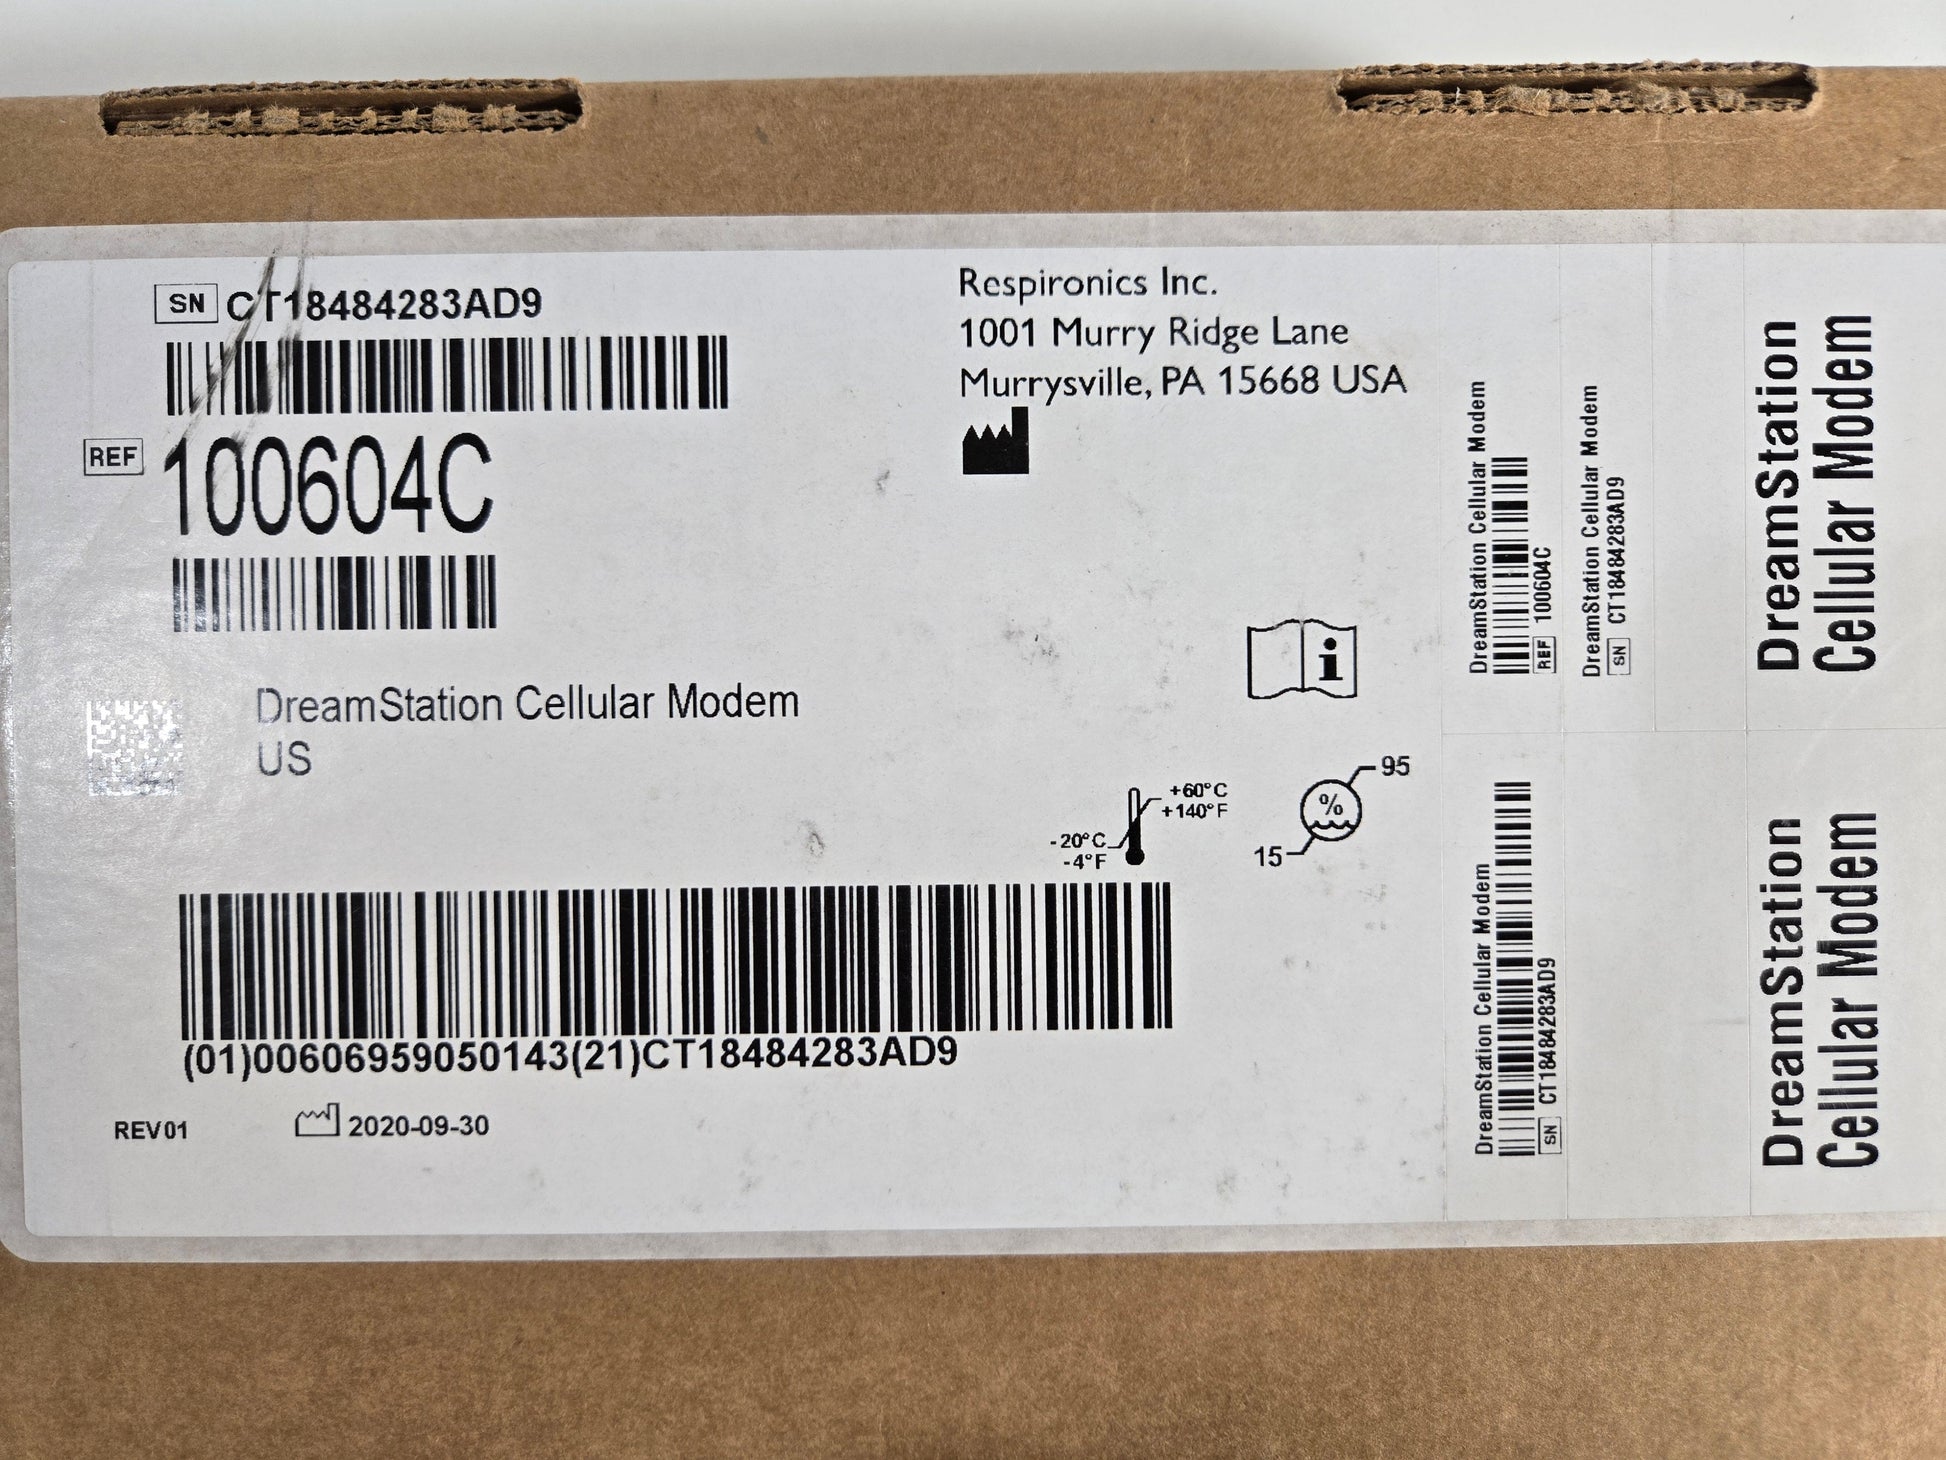 SN CT18484283AD9
REF 100604C
DreamStation Cellular Modem
US
Respironics Inc.
1001 Murry Ridge Lane
Murrysville, PA 15668 USA
i
+60°C
+140°F
-20°C
-4°F
%
95
15
(01)00606959050143(21)CT18484283AD9
REV01
2020-09-30
DreamStation Cellular Modem
REF 100604C
DreamStation Cellular Modem
SN CT18484283AD9
DreamStation Cellular Modem
SN CT18484283AD9
DreamStation
Cellular Modem
DreamStation
Cellular Modem